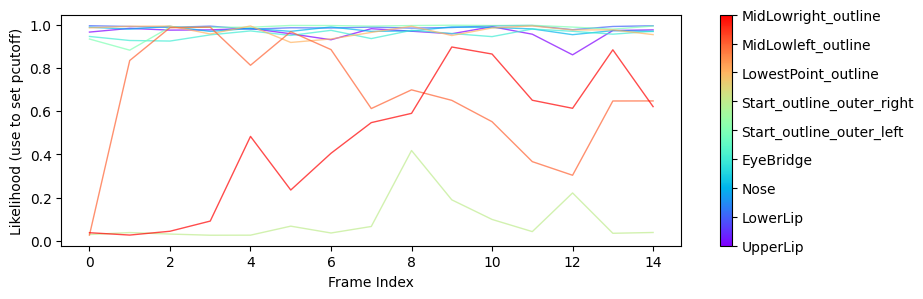 Likelihood (use to set pcutoff)
1.0
0.8
0.6
0.4
0.2
0.0
0 2 4 6 8 10 12 14
Frame Index
MidLowright_outline
MidLowleft_outline
LowestPoint_outline
Start_outline_outer_right
Start_outline_outer_left
EyeBridge
Nose
LowerLip
UpperLip